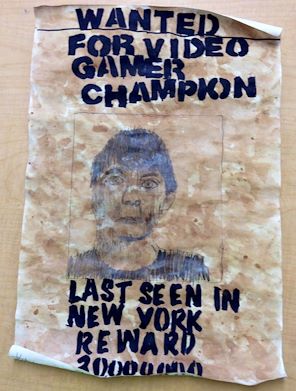 WANTED
FOR VIDEO
GAMER
CHAMPION
LAST SEEN IN
NEW YORK
REWARD